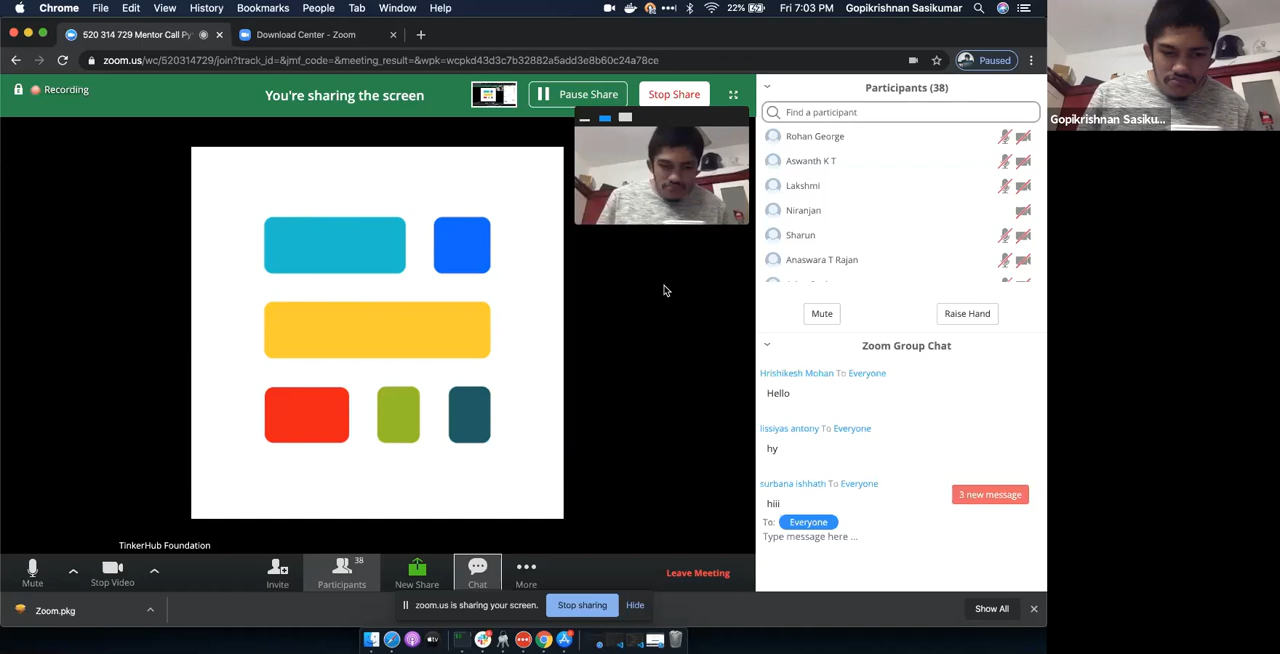 Chrome File Edit View History Bookmarks People Tab Window Help 22% Fri 7:03 PM Gopikrishnan Sasikumar
520 314 729 Mentor Call Py
Download Center - Zoom
zoom.us/wc/520314729/join?track_id=&jmf_code=&meeting_result=&wpk=wcpkd43d3c7b32882a5add3e8b60c24a78ce
Paused
Recording
You're sharing the screen
Pause Share
Stop Share
Participants (38)
Find a participant
Rohan George
Aswanth K T
Lakshmi
Niranjan
Sharun
Anaswara T Rajan
Mute
Raise Hand
Zoom Group Chat
Hrishikesh Mohan To Everyone
Hello
lissiyas antony To Everyone
hy
surbana ishhath To Everyone
hiii
3 new message
To: Everyone
Type message here ...
TinkerHub Foundation
Mute
Stop Video
Invite
38
Participants
New Share
Chat
More
Leave Meeting
zoom.us is sharing your screen.
Stop sharing
Hide
Zoom.pkg
Show All
Gopikrishnan Sasiku...